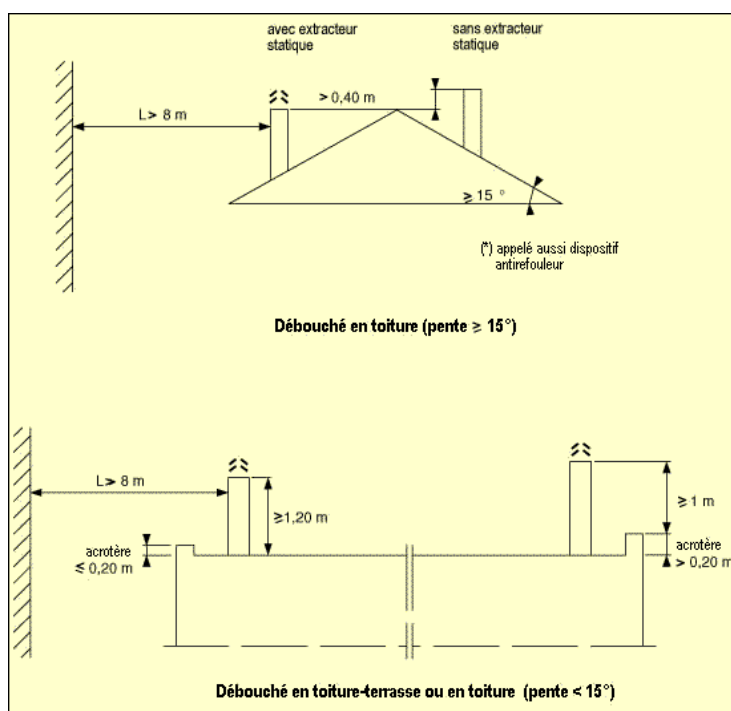 avec extracteur
statique
sans extracteur
statique
> 0,40 m
L > 8 m
≥ 15 °
(*) appelé aussi dispositif
antirefouleur
Débouché en toiture (pente ≥ 15°)
L > 8 m
≥1,20 m
≥ 1 m
acrotère
≤ 0,20 m
acrotère
> 0,20 m
Débouché en toiture-terrasse ou en toiture (pente < 15°)